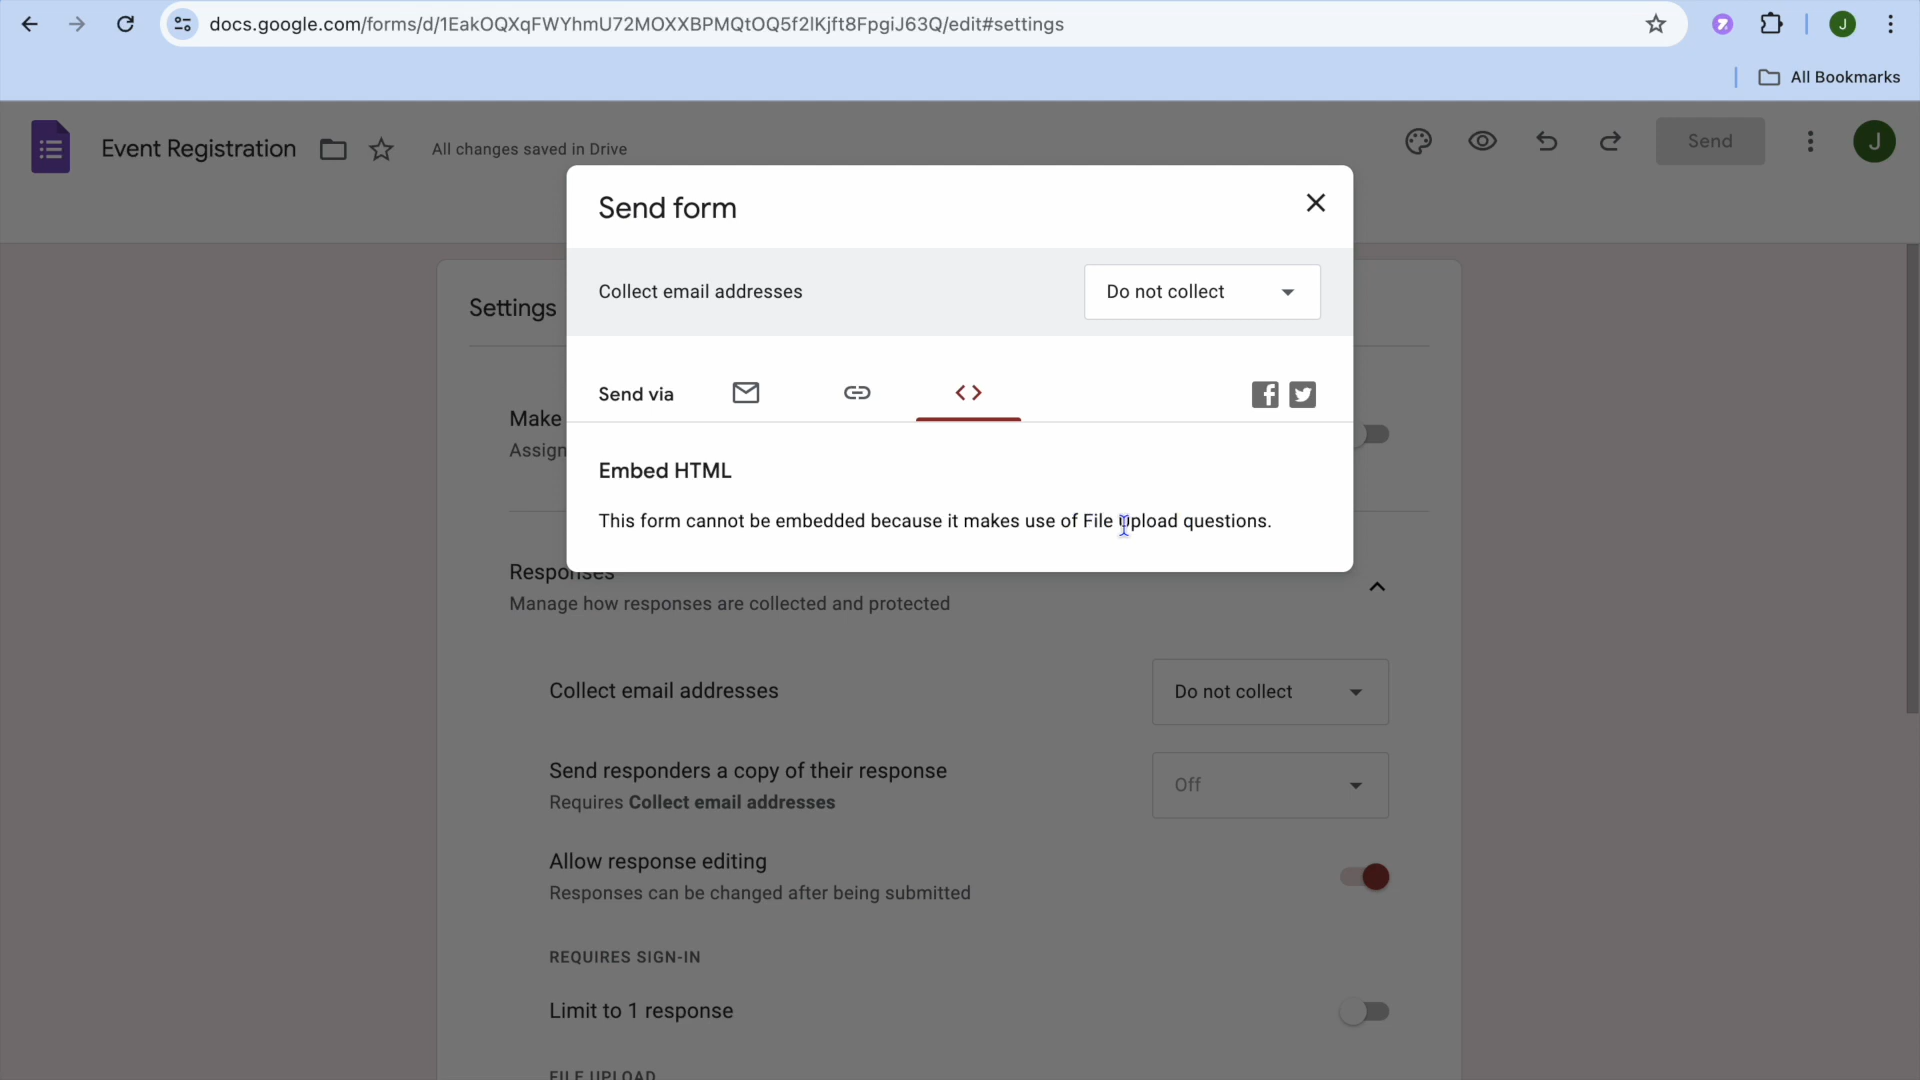 docs.google.com/forms/d/1EakOQXqFWYhmU72MOXXBPMQtOQ5f2lKjft8FpgiJ63Q/edit#settings
J
All Bookmarks
Event Registration
All changes saved in Drive
Send
J
Send form
Collect email addresses
Do not collect
Send via
Embed HTML
This form cannot be embedded because it makes use of File upload questions.
Settings
Make
Assign
Responses
Manage how responses are collected and protected
Collect email addresses
Do not collect
Send responders a copy of their response
Off
Requires Collect email addresses
Allow response editing
Responses can be changed after being submitted
REQUIRES SIGN-IN
Limit to 1 response
FILE UPLOAD